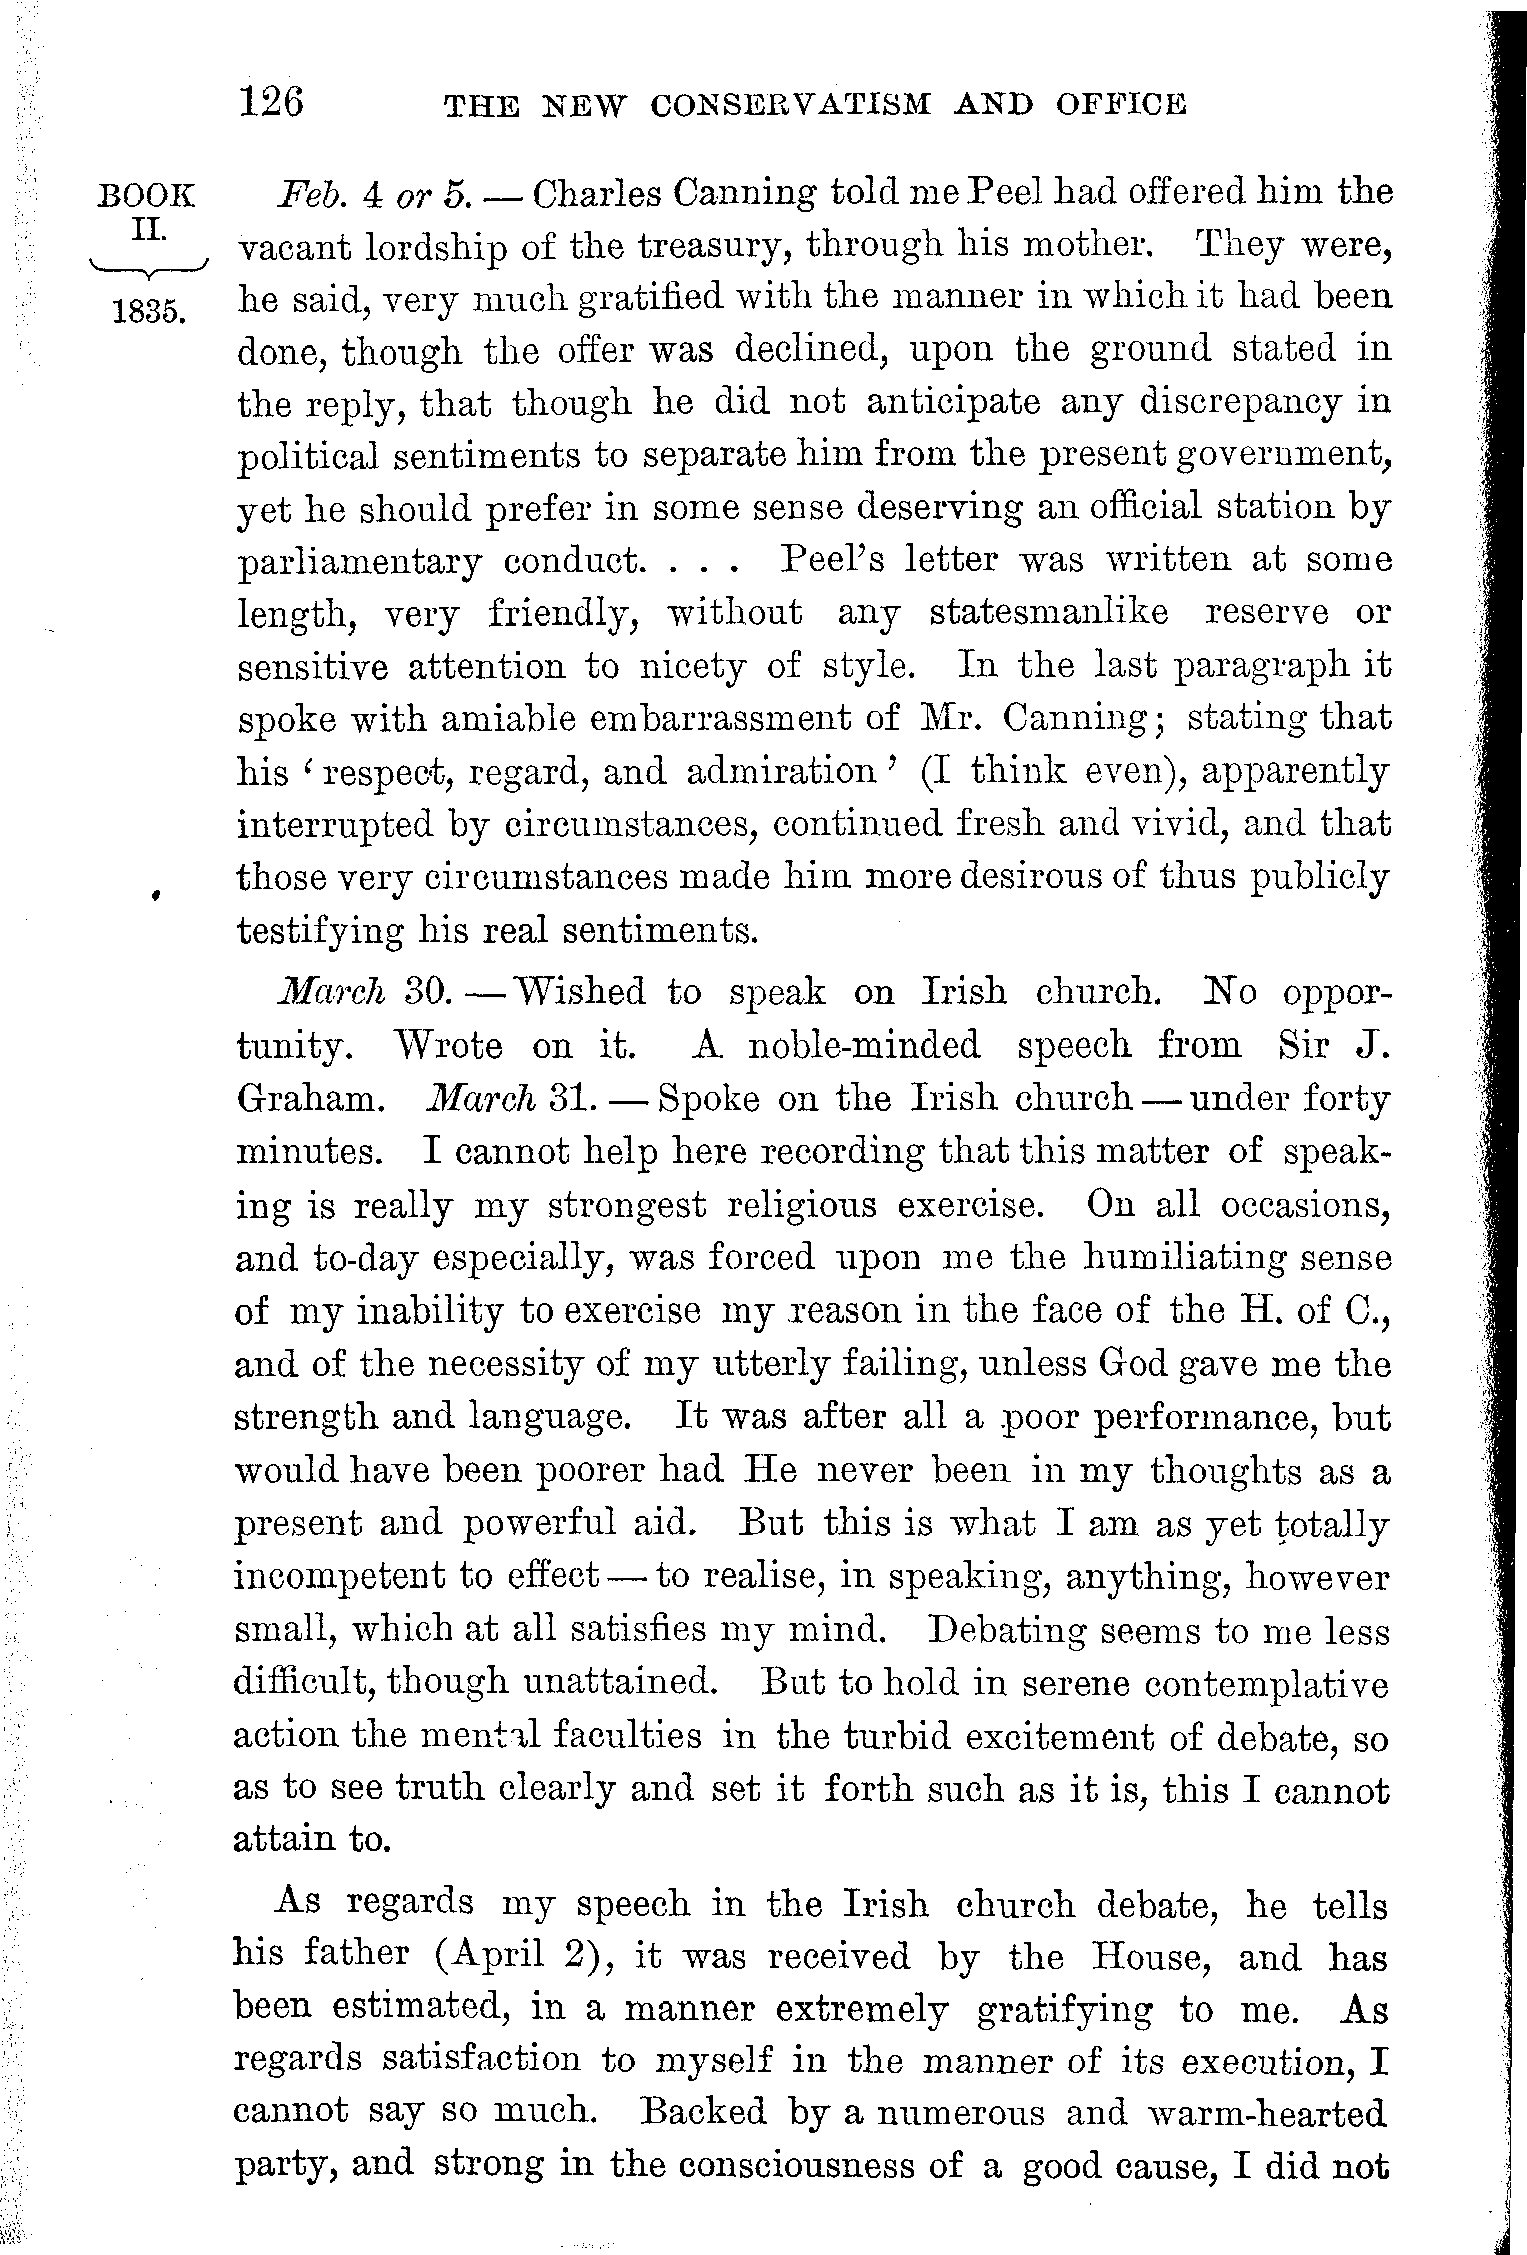 126 THE NEW CONSERVATISM AND OFFICE
BOOK
II.
1835.
Feb. 4 or 5. — Charles Canning told me Peel had offered him the
vacant lordship of the treasury, through his mother. They were,
he said, very much gratified with the manner in which it had been
done, though the offer was declined, upon the ground stated in
the reply, that though he did not anticipate any discrepancy in
political sentiments to separate him from the present government,
yet he should prefer in some sense deserving an official station by
parliamentary conduct. . . . Peel's letter was written at some
length, very friendly, without any statesmanlike reserve or
sensitive attention to nicety of style. In the last paragraph it
spoke with amiable embarrassment of Mr. Canning; stating that
his ‘respect, regard, and admiration’ (I think even), apparently
interrupted by circumstances, continued fresh and vivid, and that
those very circumstances made him more desirous of thus publicly
testifying his real sentiments.
March 30. — Wished to speak on Irish church. No oppor-
tunity. Wrote on it. A noble-minded speech from Sir J.
Graham. March 31. — Spoke on the Irish church — under forty
minutes. I cannot help here recording that this matter of speak-
ing is really my strongest religious exercise. On all occasions,
and to-day especially, was forced upon me the humiliating sense
of my inability to exercise my reason in the face of the H. of C.,
and of the necessity of my utterly failing, unless God gave me the
strength and language. It was after all a poor performance, but
would have been poorer had He never been in my thoughts as a
present and powerful aid. But this is what I am as yet totally
incompetent to effect — to realise, in speaking, anything, however
small, which at all satisfies my mind. Debating seems to me less
difficult, though unattained. But to hold in serene contemplative
action the mental faculties in the turbid excitement of debate, so
as to see truth clearly and set it forth such as it is, this I cannot
attain to.
As regards my speech in the Irish church debate, he tells
his father (April 2), it was received by the House, and has
been estimated, in a manner extremely gratifying to me. As
regards satisfaction to myself in the manner of its execution, I
cannot say so much. Backed by a numerous and warm-hearted
party, and strong in the consciousness of a good cause, I did not